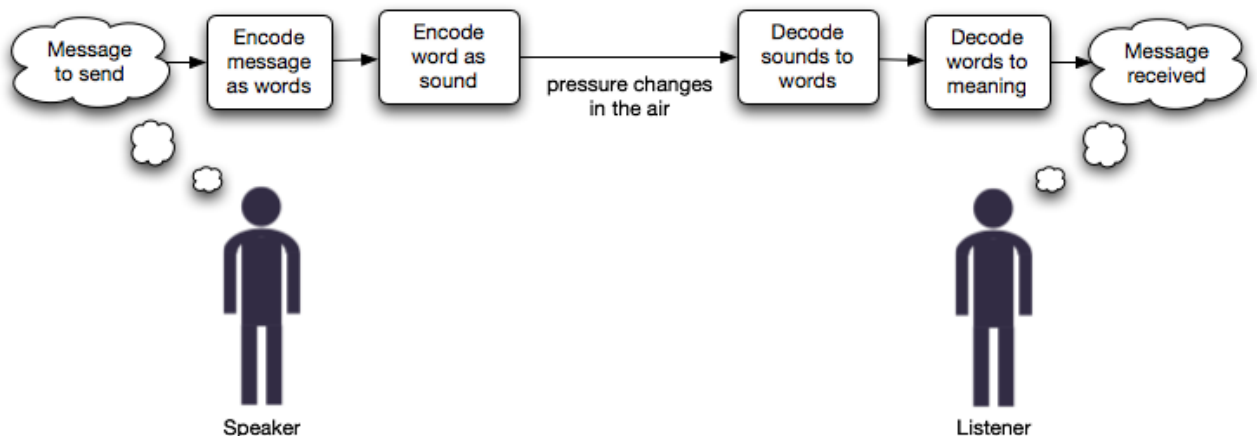 Message
to send
Encode
message
as words
Encode
word as
sound
pressure changes
in the air
Decode
sounds to
words
Decode
words to
meaning
Message
received
Speaker
Listener